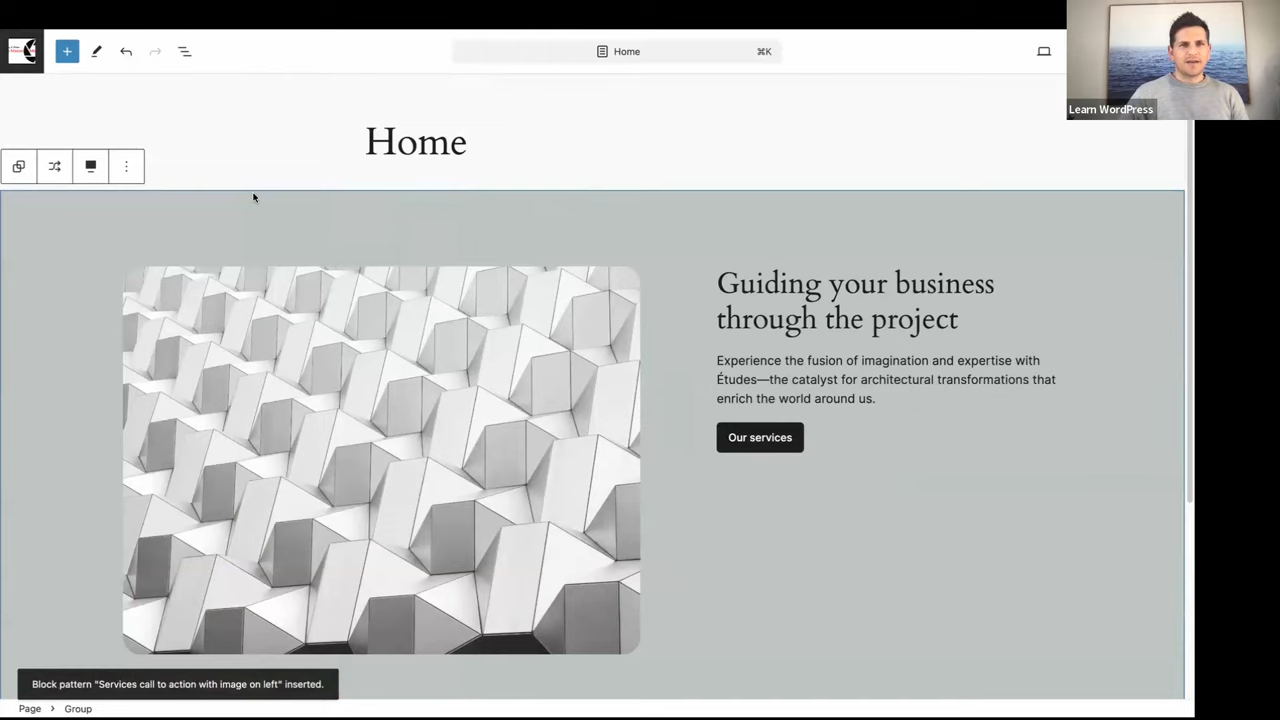 Home
⌘K
Learn WordPress
Home
Guiding your business
through the project
Experience the fusion of imagination and expertise with
Études—the catalyst for architectural transformations that
enrich the world around us.
Our services
Block pattern "Services call to action with image on left" inserted.
Page > Group